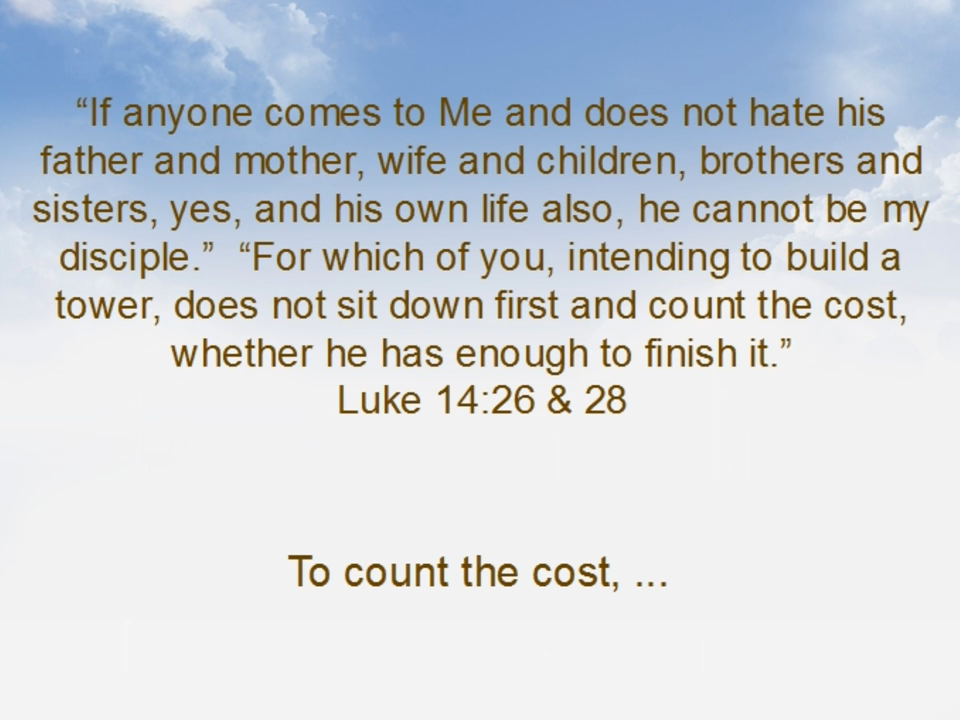 “If anyone comes to Me and does not hate his
father and mother, wife and children, brothers and
sisters, yes, and his own life also, he cannot be my
disciple.”  “For which of you, intending to build a
tower, does not sit down first and count the cost,
whether he has enough to finish it.”
Luke 14:26 & 28
To count the cost, ...